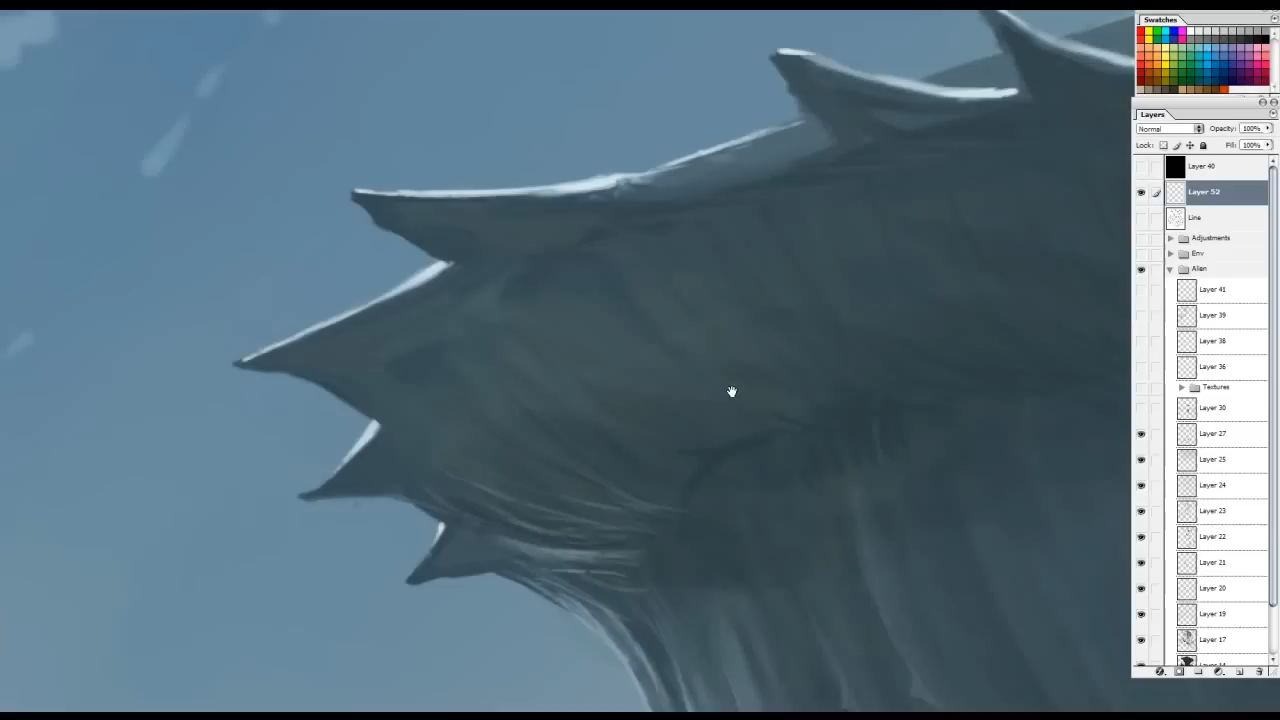 Swatches
Layers
Normal Opacity: 100%
Lock: Fill: 100%
Layer 40
Layer 52
Line
Adjustments
Env
Alien
Layer 41
Layer 39
Layer 38
Layer 36
Textures
Layer 30
Layer 27
Layer 25
Layer 24
Layer 23
Layer 22
Layer 21
Layer 20
Layer 19
Layer 17